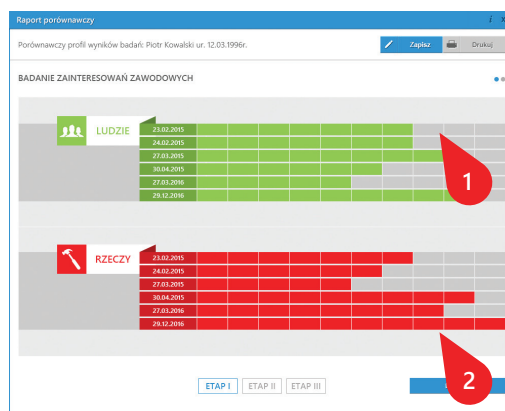 Raport porównawczy i x
Porównawczy profil wyników badań: Piotr Kowalski ur. 12.03.1996r. Zapisz Drukuj
BADANIE ZAINTERESOWAŃ ZAWODOWYCH
LUDZIE
23.02.2015
24.02.2015
27.03.2015
30.04.2015
27.03.2016
29.12.2016
1
RZECZY
23.02.2015
24.02.2015
27.03.2015
30.04.2015
27.03.2016
29.12.2016
2
ETAP I ETAP II ETAP III